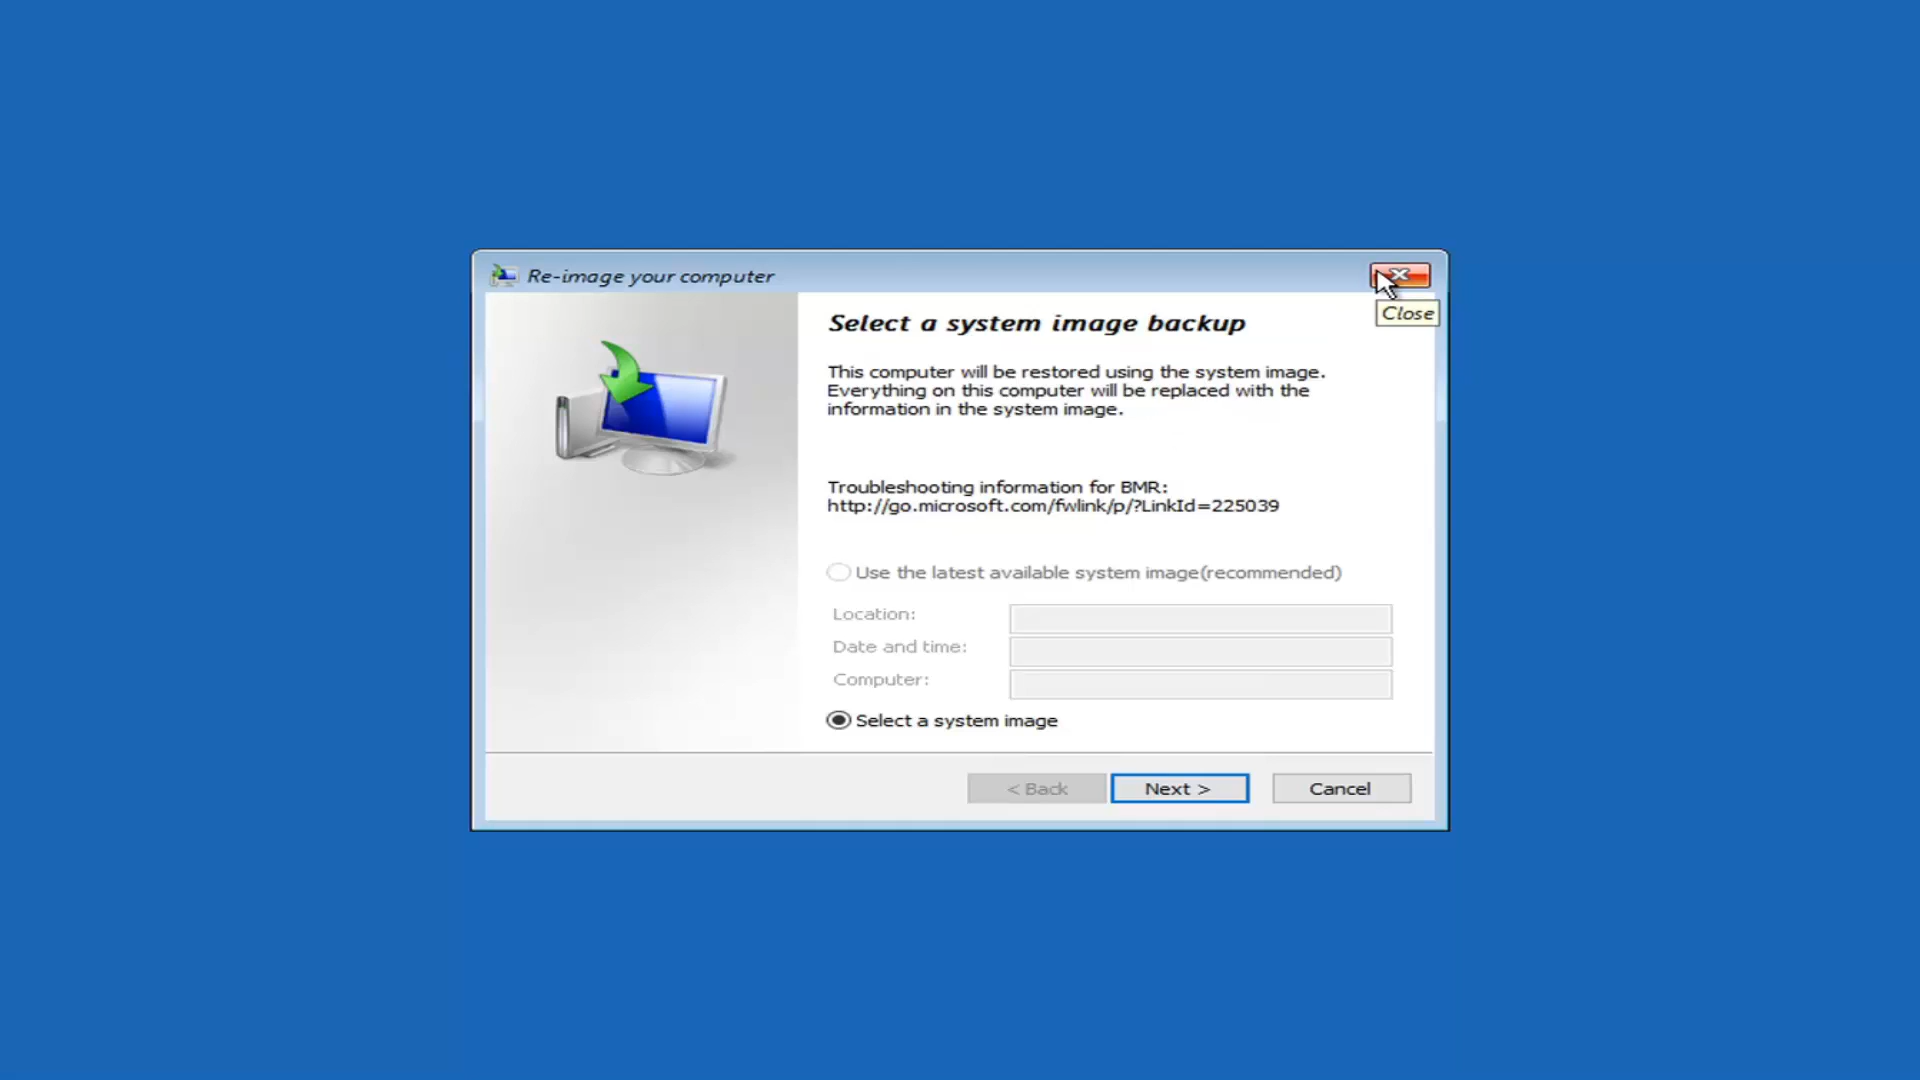 Re-image your computer
Close
Select a system image backup
This computer will be restored using the system image.
Everything on this computer will be replaced with the
information in the system image.
Troubleshooting information for BMR:
http://go.microsoft.com/fwlink/p/?LinkId=225039
Use the latest available system image(recommended)
Location:
Date and time:
Computer:
Select a system image
< Back
Next >
Cancel